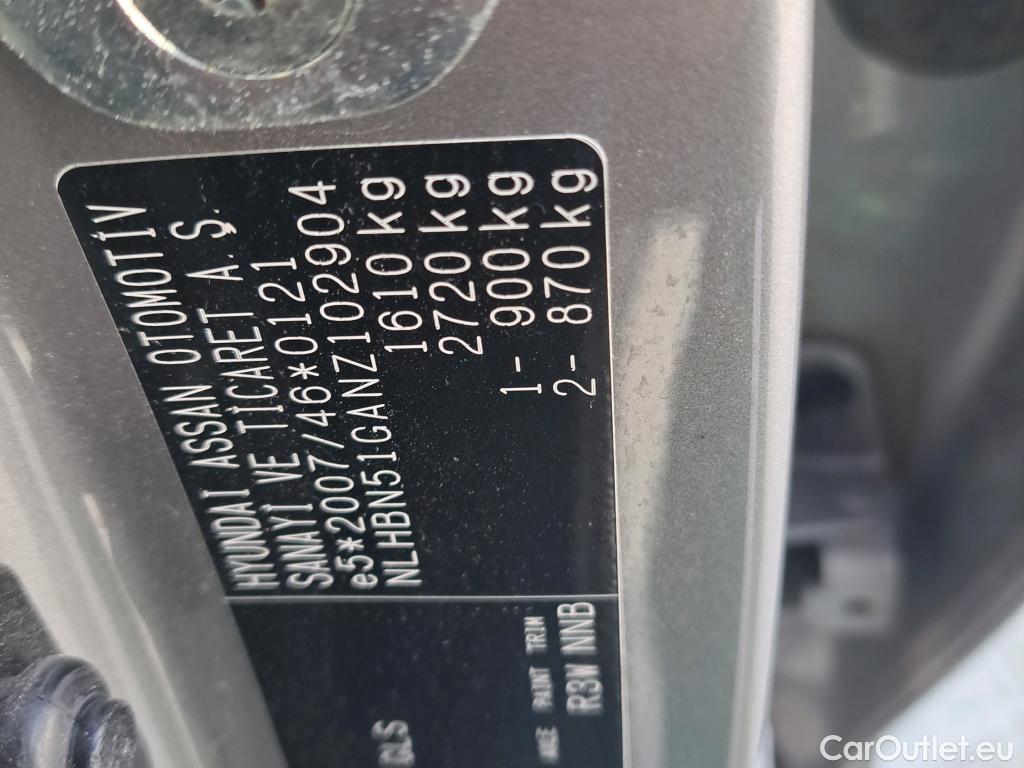 HYUNDAI ASSAN OTOMOTİV
SANAYİ VE TİCARET A.Ş.
e5*2007/46*0121
NLHBN51GANZ102904
1610 kg
2720 kg
1- 900 kg
2- 870 kg
GLS
PAINT TRIM
R3W NNB
CarOutlet.eu